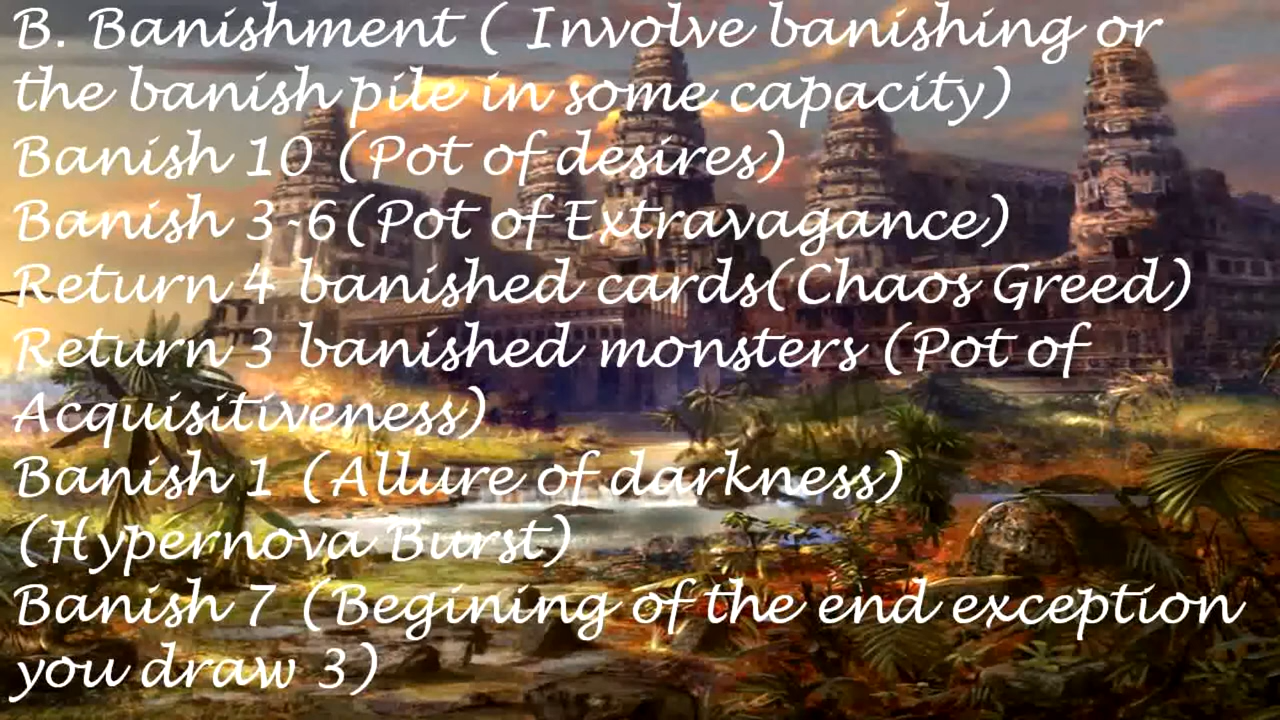 B. Banishment ( Involve banishing or
the banish pile in some capacity)
Banish 10 (Pot of desires)
Banish 3-6(Pot of Extravagance)
Return 4 banished cards(Chaos Greed)
Return 3 banished monsters (Pot of
Acquisitiveness)
Banish 1 (Allure of darkness)
(Hypernova Burst)
Banish 7 (Begining of the end exception
you draw 3)